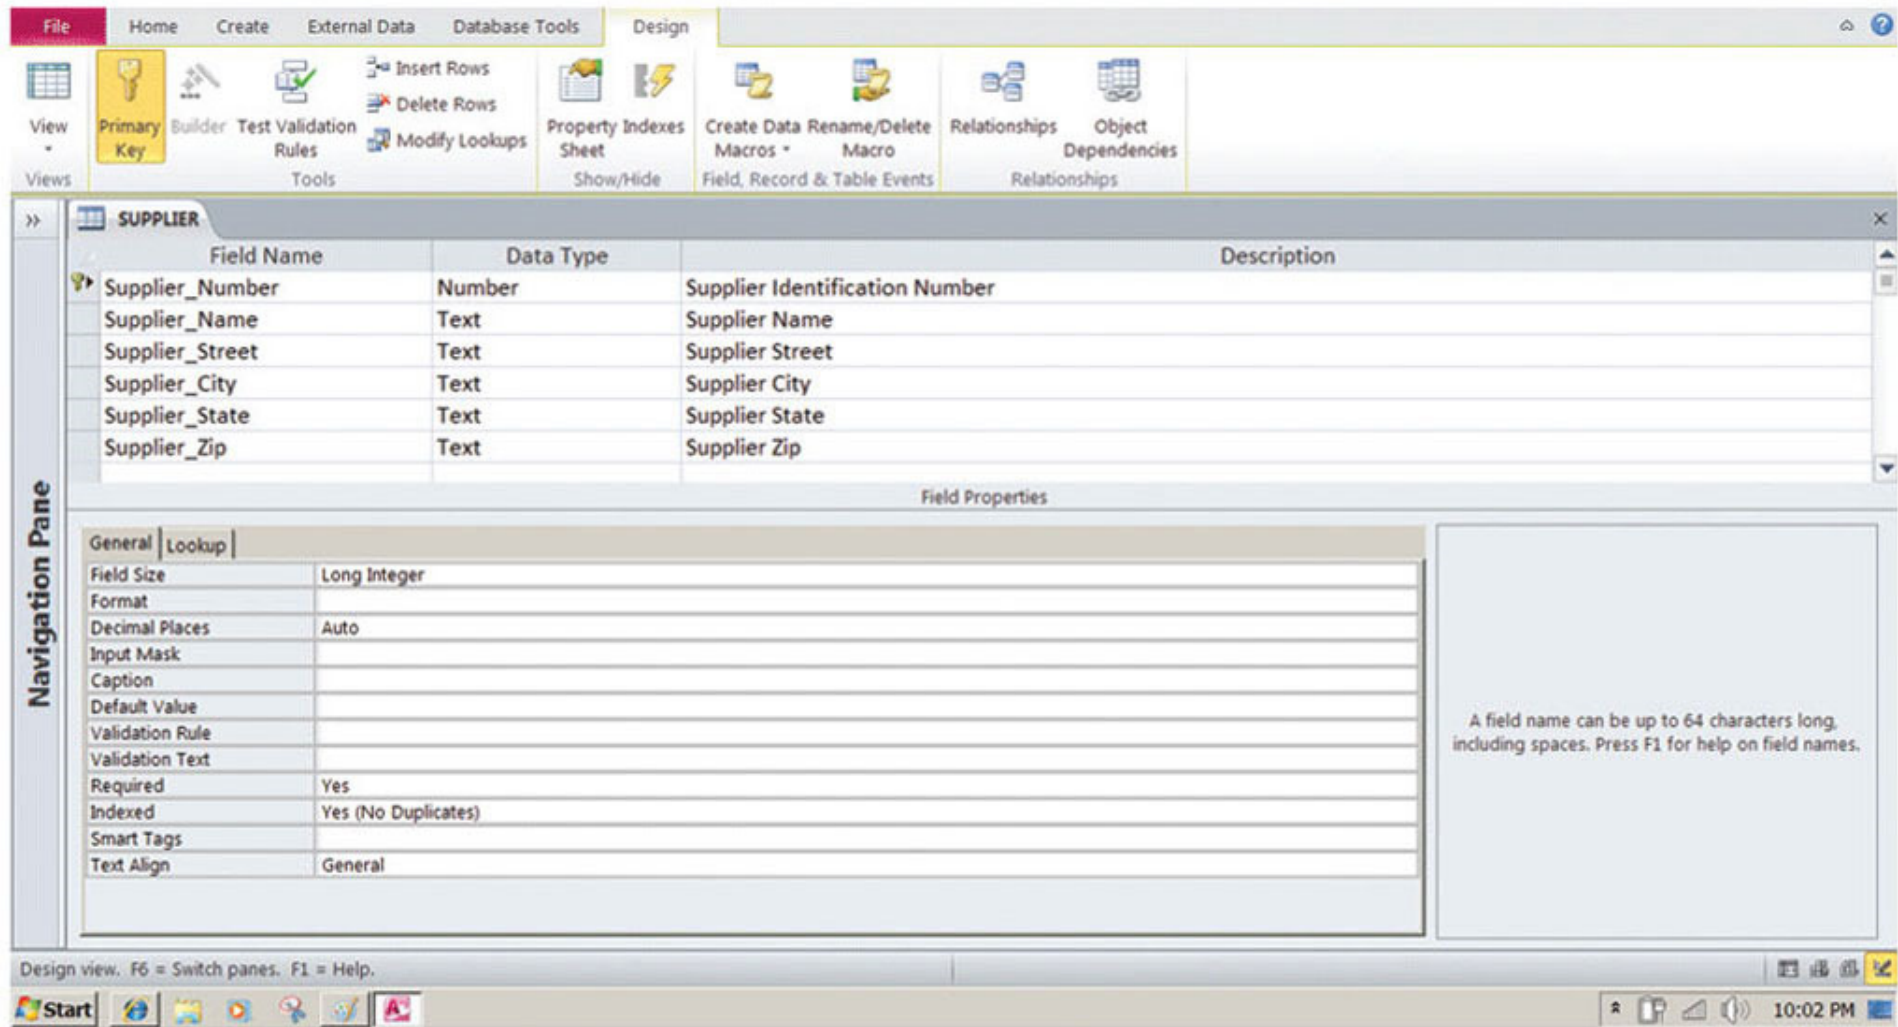 File Home Create External Data Database Tools Design
View
Primary Key
Builder
Test Validation Rules
Insert Rows
Delete Rows
Modify Lookups
Property Sheet
Indexes
Create Data Macros
Rename/Delete Macro
Relationships
Object Dependencies
Views Tools Show/Hide Field, Record & Table Events Relationships
SUPPLIER
Field Name Data Type Description
Supplier_Number Number Supplier Identification Number
Supplier_Name Text Supplier Name
Supplier_Street Text Supplier Street
Supplier_City Text Supplier City
Supplier_State Text Supplier State
Supplier_Zip Text Supplier Zip
Navigation Pane
Field Properties
General Lookup
Field Size Long Integer
Format
Decimal Places Auto
Input Mask
Caption
Default Value
Validation Rule
Validation Text
Required Yes
Indexed Yes (No Duplicates)
Smart Tags
Text Align General
A field name can be up to 64 characters long,
including spaces. Press F1 for help on field names.
Design view. F6 = Switch panes. F1 = Help.
Start 10:02 PM